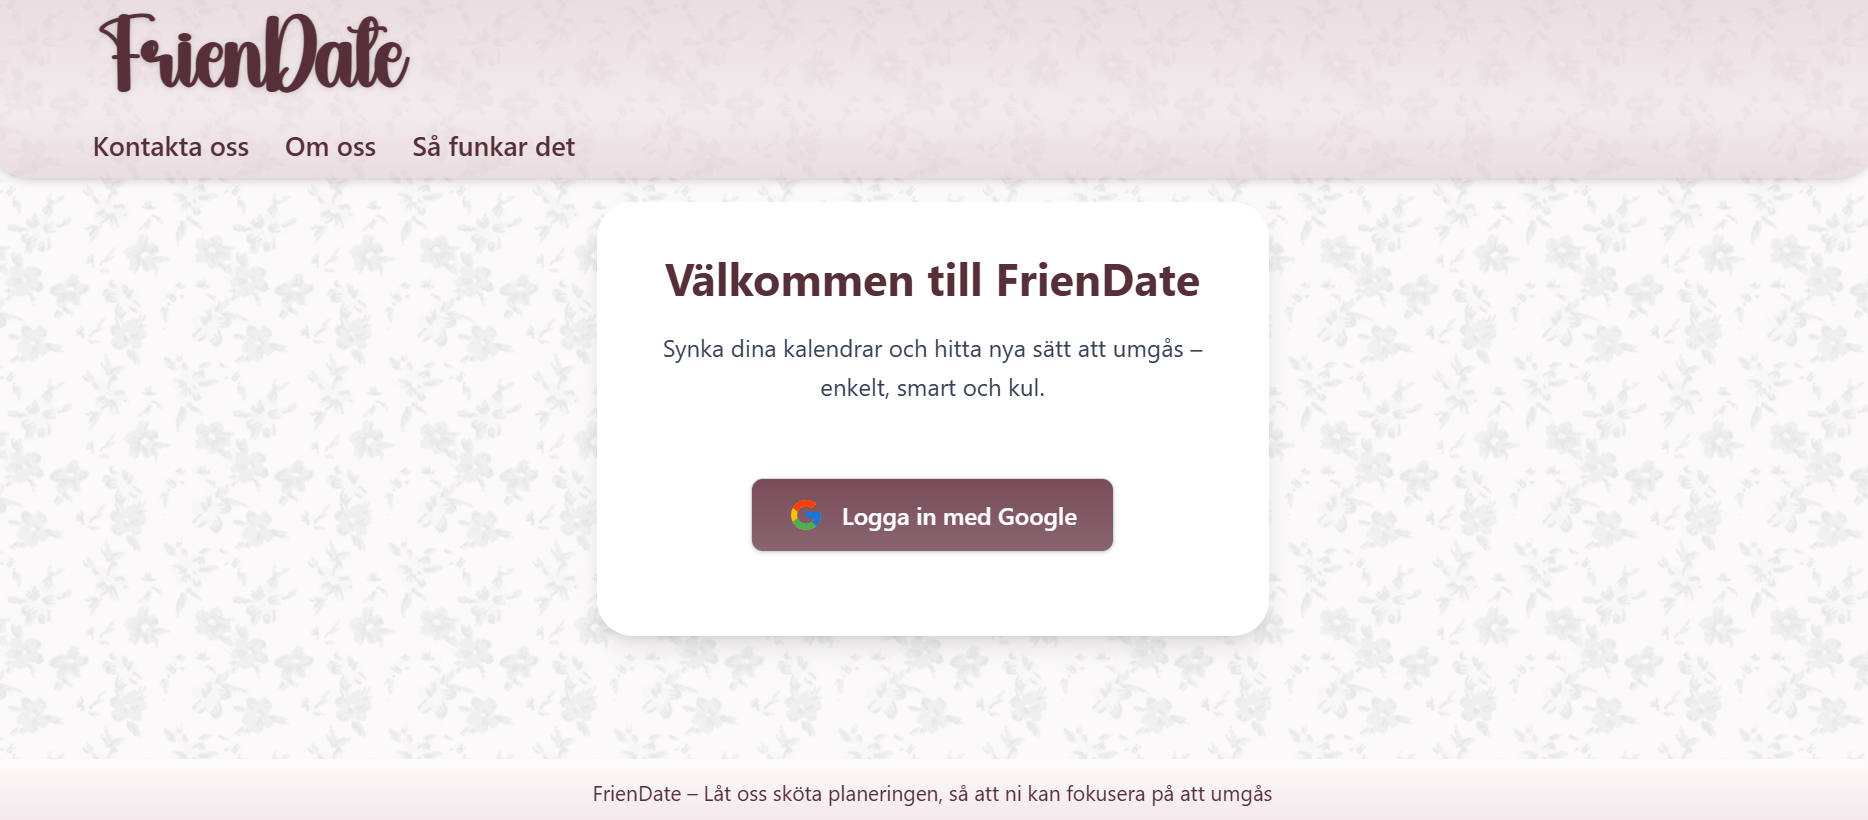 FrienDate
Kontakta oss Om oss Så funkar det
Välkommen till FrienDate
Synka dina kalendrar och hitta nya sätt att umgås –
enkelt, smart och kul.
Logga in med Google
FrienDate – Låt oss sköta planeringen, så att ni kan fokusera på att umgås